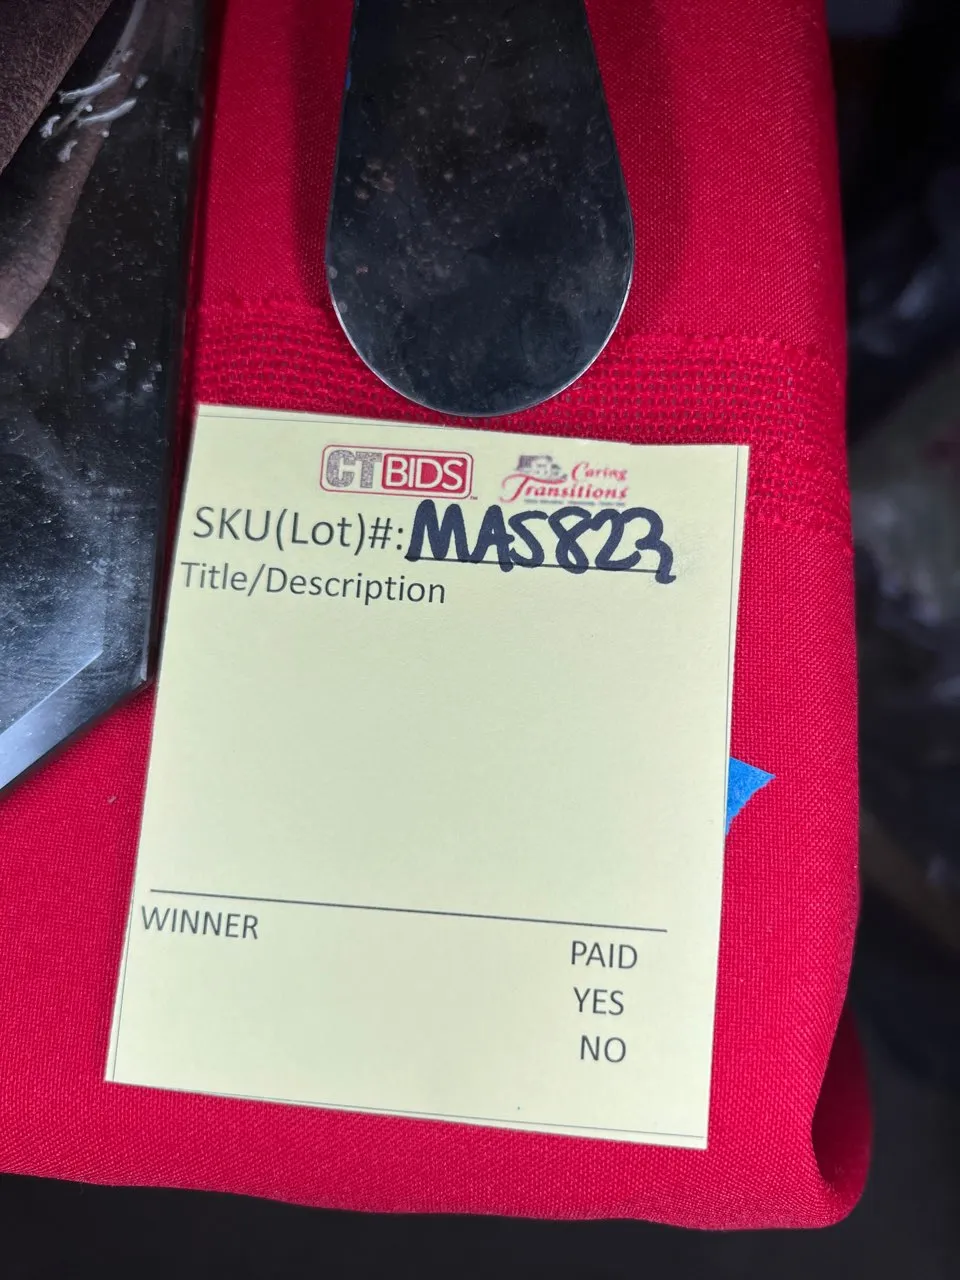 CTBIDS
Caring Transitions
SKU(Lot)#: MAS823
Title/Description
WINNER
PAID
YES
NO